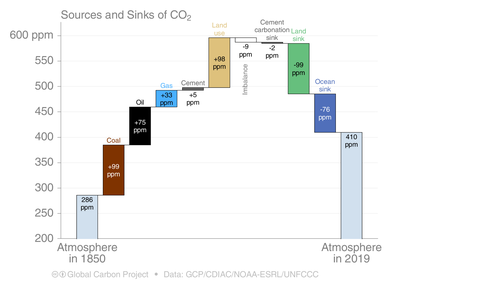 Sources and Sinks of CO₂
600 ppm
550
500
450
400
350
300
250
200
286
ppm
Coal
+99
ppm
Oil
+75
ppm
Gas
+33
ppm
Cement
+5
ppm
Land
use
+98
ppm
-9
ppm
Imbalance
Cement
carbonation
sink
-2
ppm
Land
sink
-99
ppm
Ocean
sink
-76
ppm
410
ppm
Atmosphere
in 1850
Atmosphere
in 2019
Global Carbon Project • Data: GCP/CDIAC/NOAA-ESRL/UNFCCC